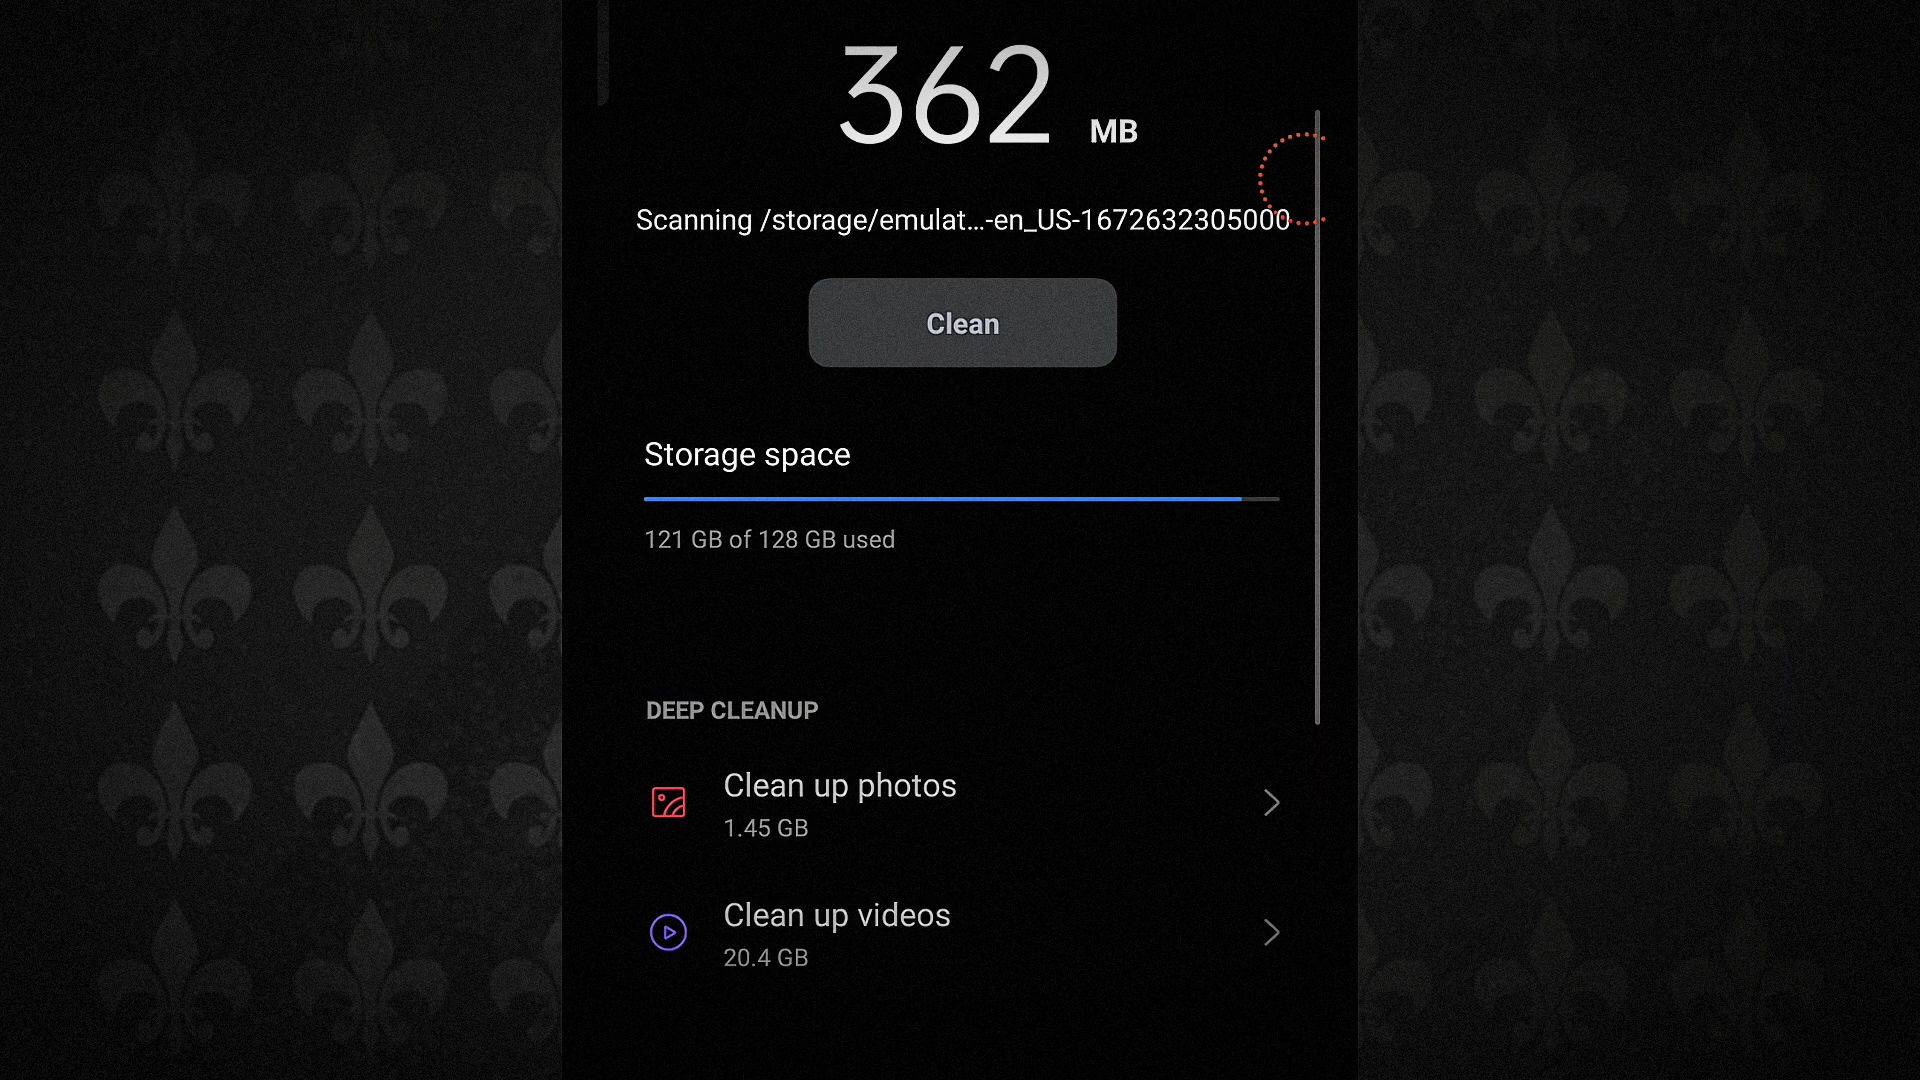 362 MB
Scanning /storage/emulat...-en_US-1672632305000
Clean
Storage space
121 GB of 128 GB used
DEEP CLEANUP
Clean up photos
1.45 GB
Clean up videos
20.4 GB